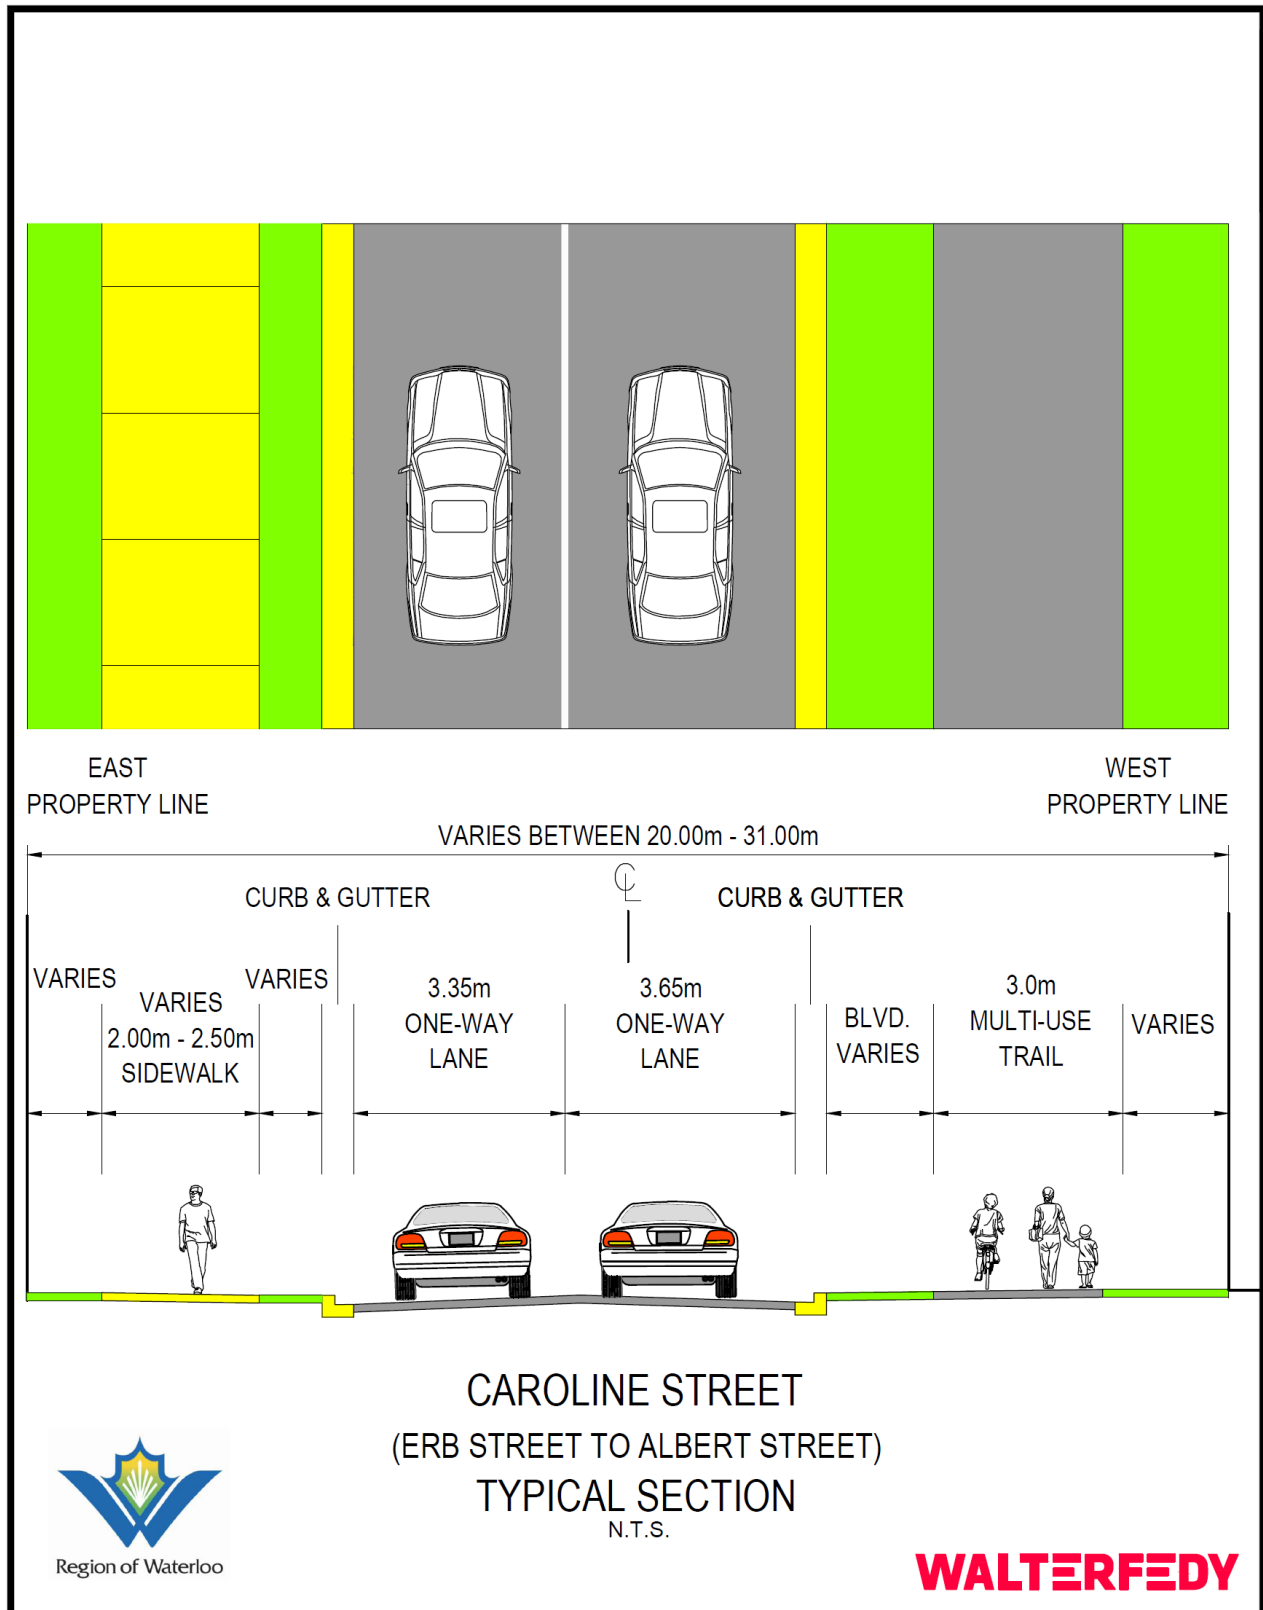 EAST
PROPERTY LINE
WEST
PROPERTY LINE
VARIES BETWEEN 20.00m - 31.00m
CL
CURB & GUTTER
CURB & GUTTER
VARIES
VARIES
2.00m - 2.50m
SIDEWALK
VARIES
3.35m
ONE-WAY
LANE
3.65m
ONE-WAY
LANE
BLVD.
VARIES
3.0m
MULTI-USE
TRAIL
VARIES
CAROLINE STREET
(ERB STREET TO ALBERT STREET)
TYPICAL SECTION
N.T.S.
Region of Waterloo
WALTERFEDY